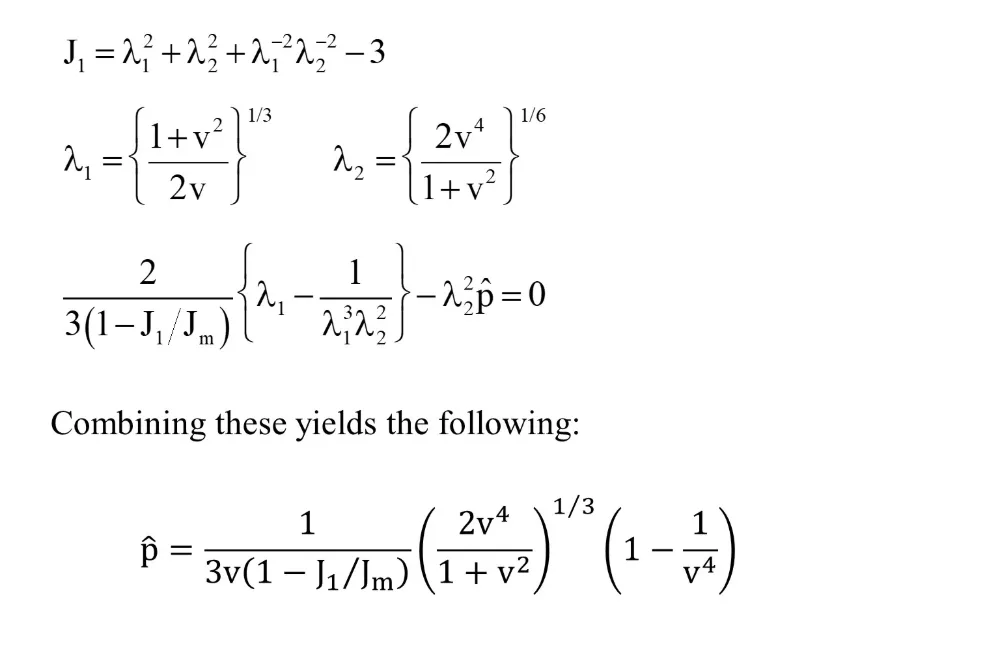 J₁ = λ₁² + λ₂² + λ₁⁻²λ₂⁻² − 3
λ₁ = {(1+v²)/(2v)}^(1/3)    λ₂ = {(2v⁴)/(1+v²)}^(1/6)
2/(3(1−J₁/Jₘ)) {λ₁ − 1/(λ₁³λ₂²)} − λ₂²p̂ = 0
Combining these yields the following:
p̂ = 1/(3v(1 − J₁/Jₘ)) (2v⁴/(1 + v²))^(1/3) (1 − 1/v⁴)